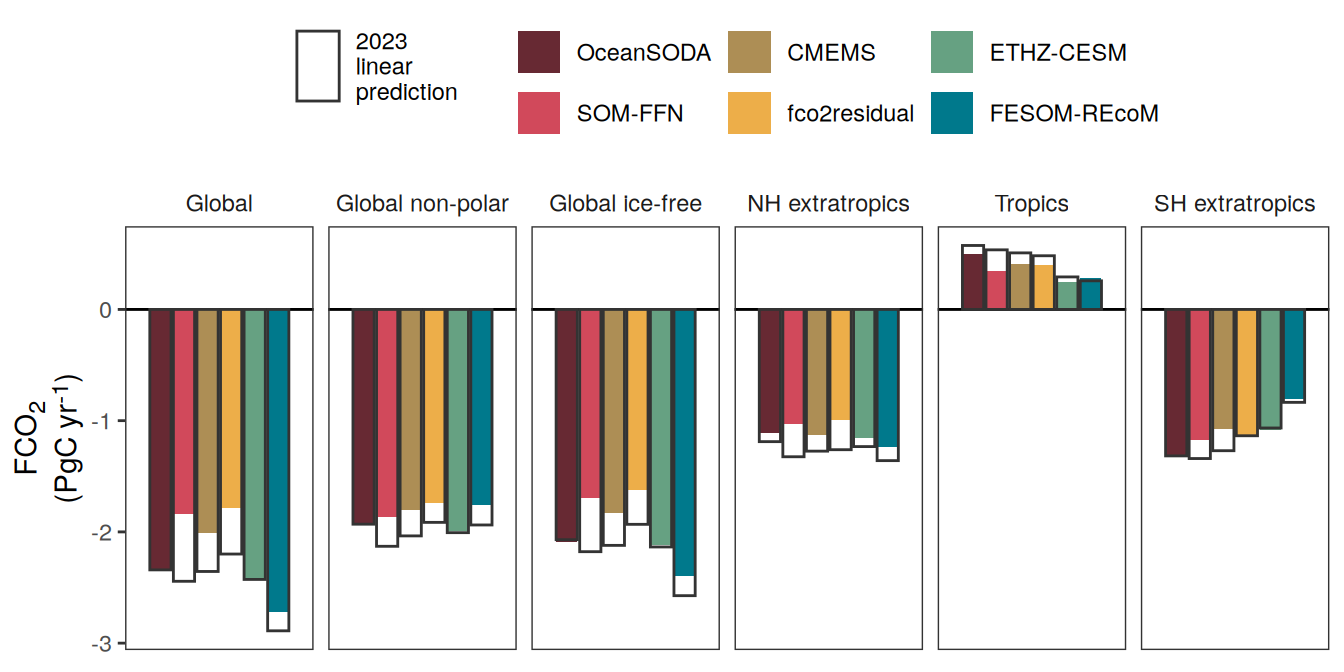 2023
linear
prediction
OceanSODA
CMEMS
ETHZ-CESM
SOM-FFN
fco2residual
FESOM-REcoM
Global
Global non-polar
Global ice-free
NH extratropics
Tropics
SH extratropics
0
-1
-2
-3
FCO₂
(PgC yr⁻¹)